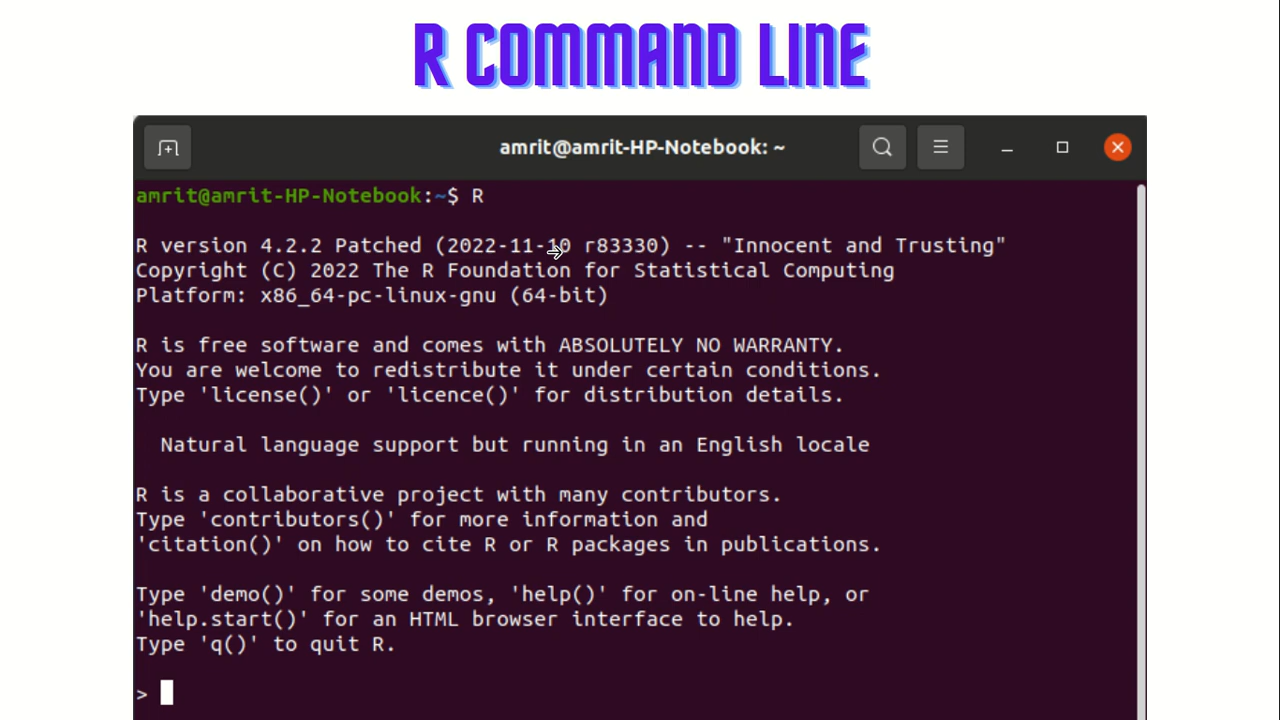 R COMMAND LINE
amrit@amrit-HP-Notebook: ~
amrit@amrit-HP-Notebook:~$ R
R version 4.2.2 Patched (2022-11-10 r83330) -- "Innocent and Trusting"
Copyright (C) 2022 The R Foundation for Statistical Computing
Platform: x86_64-pc-linux-gnu (64-bit)
R is free software and comes with ABSOLUTELY NO WARRANTY.
You are welcome to redistribute it under certain conditions.
Type 'license()' or 'licence()' for distribution details.
Natural language support but running in an English locale
R is a collaborative project with many contributors.
Type 'contributors()' for more information and
'citation()' on how to cite R or R packages in publications.
Type 'demo()' for some demos, 'help()' for on-line help, or
'help.start()' for an HTML browser interface to help.
Type 'q()' to quit R.
>